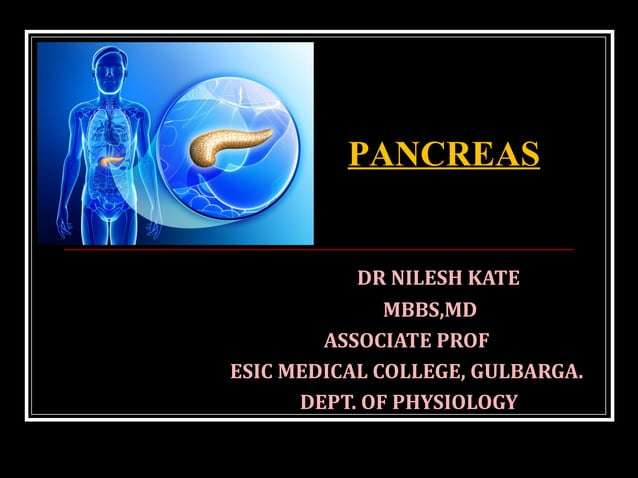 PANCREAS
DR NILESH KATE
MBBS,MD
ASSOCIATE PROF
ESIC MEDICAL COLLEGE, GULBARGA.
DEPT. OF PHYSIOLOGY